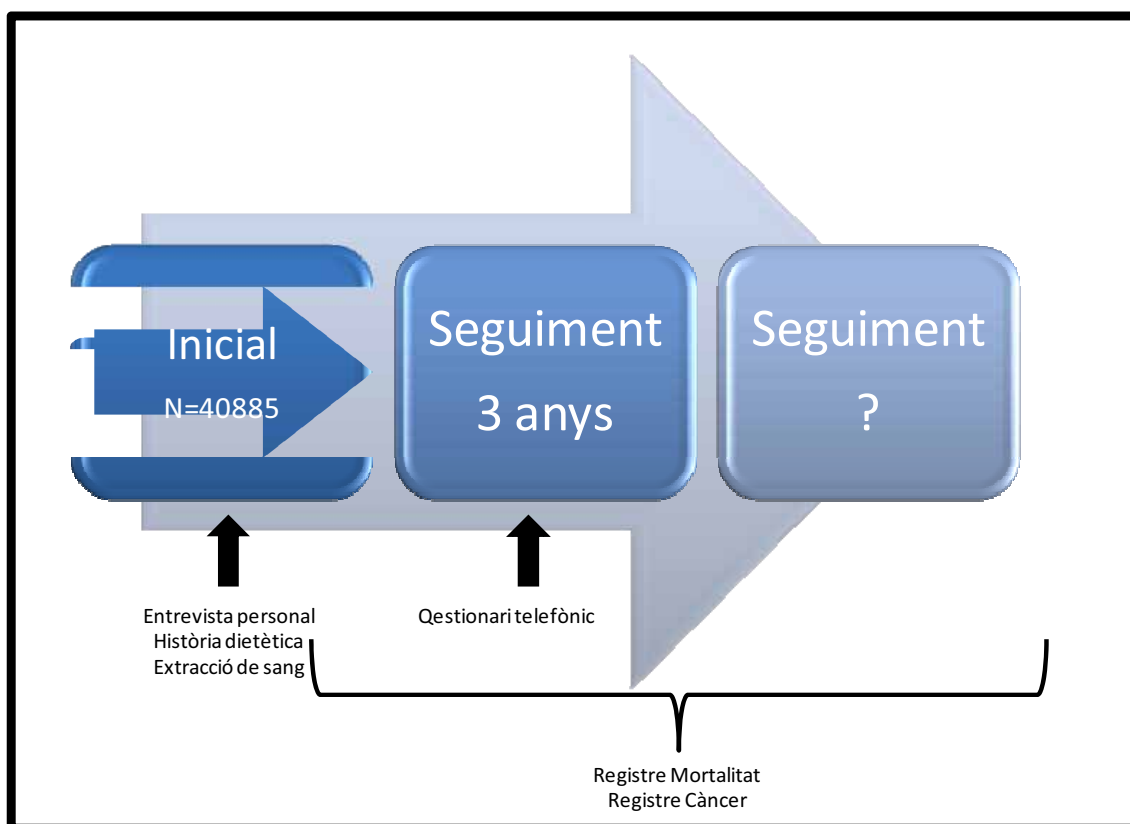 Inicial
N=40885
Seguiment
3 anys
Seguiment
?
Entrevista personal
Història dietètica
Extracció de sang
Qestionari telefònic
Registre Mortalitat
Registre Càncer